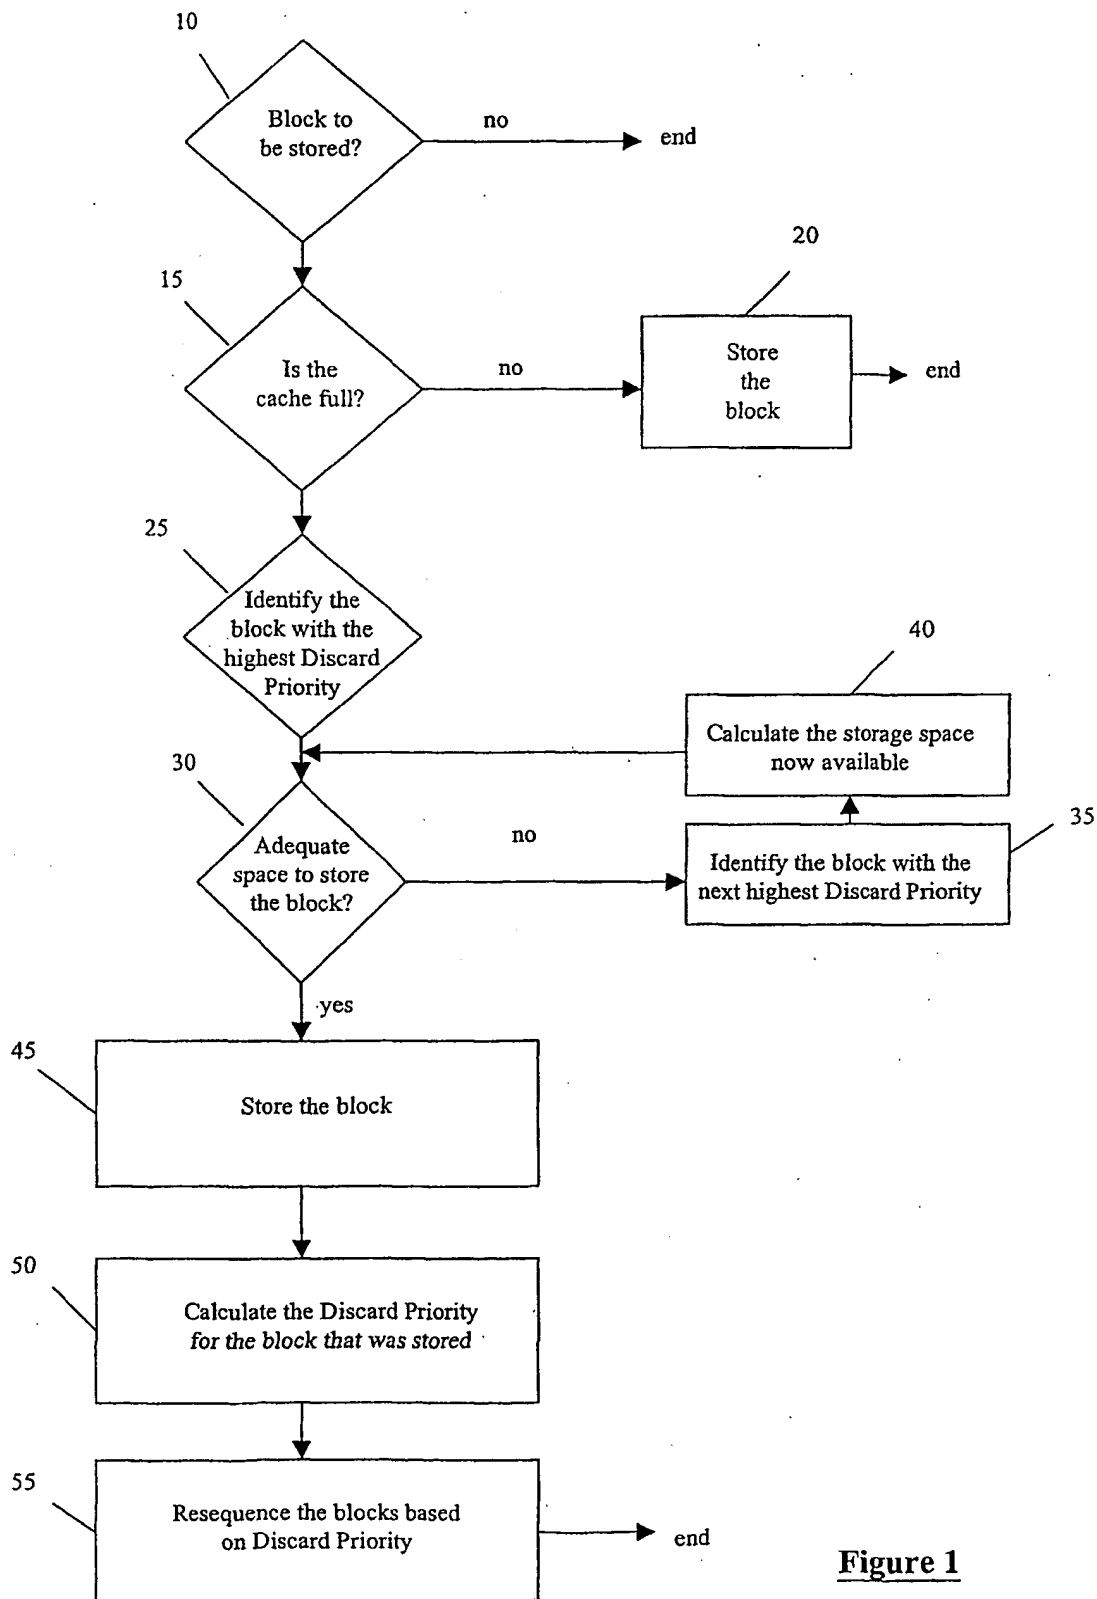 10
Block to
be stored?
no
end
20
15
Is the
cache full?
no
Store
the
block
end
25
Identify the
block with the
highest Discard
Priority
40
Calculate the storage space
now available
30
Adequate
space to store
the block?
no
35
Identify the block with the
next highest Discard Priority
yes
45
Store the block
50
Calculate the Discard Priority
for the block that was stored
55
Resequence the blocks based
on Discard Priority
end
Figure 1